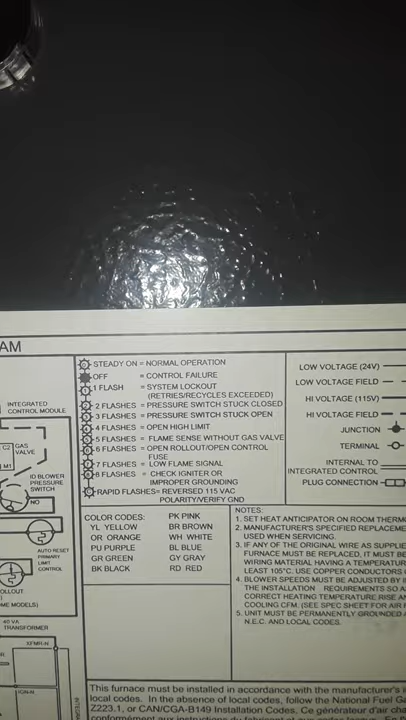 AM
STEADY ON = NORMAL OPERATION
OFF = CONTROL FAILURE
1 FLASH = SYSTEM LOCKOUT
(RETRIES/RECYCLES EXCEEDED)
2 FLASHES = PRESSURE SWITCH STUCK CLOSED
3 FLASHES = PRESSURE SWITCH STUCK OPEN
4 FLASHES = OPEN HIGH LIMIT
5 FLASHES = FLAME SENSE WITHOUT GAS VALVE
6 FLASHES = OPEN ROLLOUT/OPEN CONTROL
FUSE
7 FLASHES = LOW FLAME SIGNAL
8 FLASHES = CHECK IGNITER OR
IMPROPER GROUNDING
RAPID FLASHES= REVERSED 115 VAC
POLARITY/VERIFY GND
LOW VOLTAGE (24V)
LOW VOLTAGE FIELD
HI VOLTAGE (115V)
HI VOLTAGE FIELD
JUNCTION
TERMINAL
INTERNAL TO
INTEGRATED CONTROL
PLUG CONNECTION
INTEGRATED
CONTROL MODULE
C2
GAS
VALVE
M1
ID BLOWER
PRESSURE
SWITCH
NO
AUTO RESET
PRIMARY
LIMIT
CONTROL
OLLOUT
ME MODELS)
40 VA
TRANSFORMER
XFMR-N
IGN-N
COLOR CODES:
PK PINK
YL YELLOW
BR BROWN
OR ORANGE
WH WHITE
PU PURPLE
BL BLUE
GR GREEN
GY GRAY
BK BLACK
RD RED
NOTES:
1. SET HEAT ANTICIPATOR ON ROOM THERM
2. MANUFACTURER'S SPECIFIED REPLACEME
USED WHEN SERVICING.
3. IF ANY OF THE ORIGINAL WIRE AS SUPPLIE
FURNACE MUST BE REPLACED, IT MUST BE
WIRING MATERIAL HAVING A TEMPERATUR
LEAST 105°C. USE COPPER CONDUCTORS
4. BLOWER SPEEDS MUST BE ADJUSTED BY
THE INSTALLATION REQUIREMENTS SO A
CORRECT HEATING TEMPERATURE RISE AN
COOLING CFM. (SEE SPEC SHEET FOR AIR
5. UNIT MUST BE PERMANENTLY GROUNDED
N.E.C. AND LOCAL CODES.
This furnace must be installed in accordance with the manufacturer's i
local codes. In the absence of local codes, follow the National Fuel Ga
Z223.1, or CAN/CGA-B149 Installation Codes. Ce générateur d'air ch